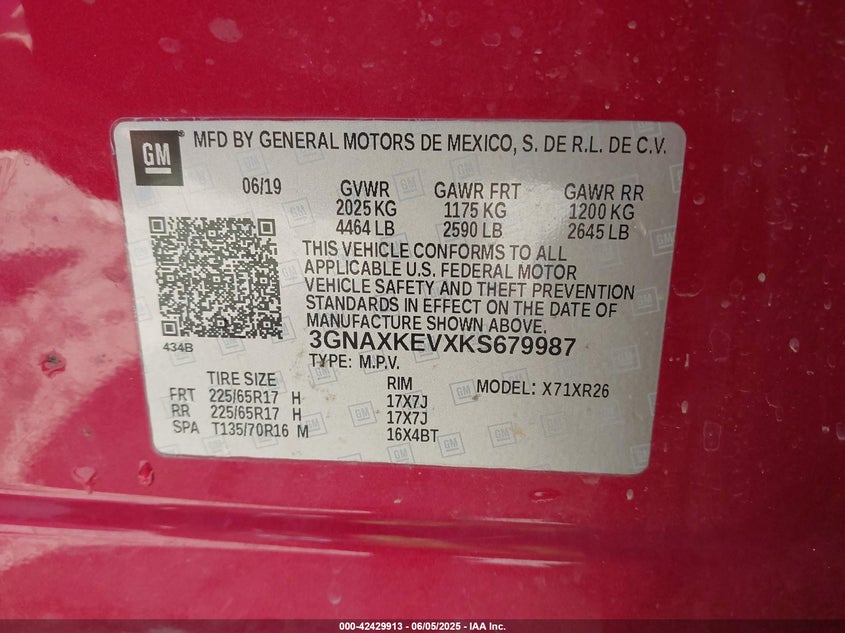 GM
MFD BY GENERAL MOTORS DE MEXICO, S. DE R.L. DE C.V.
06/19 GVWR GAWR FRT GAWR RR
2025 KG 1175 KG 1200 KG
4464 LB 2590 LB 2645 LB
THIS VEHICLE CONFORMS TO ALL
APPLICABLE U.S. FEDERAL MOTOR
VEHICLE SAFETY AND THEFT PREVENTION
STANDARDS IN EFFECT ON THE DATE OF
MANUFACTURE SHOWN ABOVE.
434B
3GNAXKEVXKS679987
TYPE: M.P.V.
TIRE SIZE RIM MODEL: X71XR26
FRT 225/65R17 H 17X7J
RR 225/65R17 H 17X7J
SPA T135/70R16 M 16X4BT
000-42429913 - 06/05/2025 - IAA Inc.